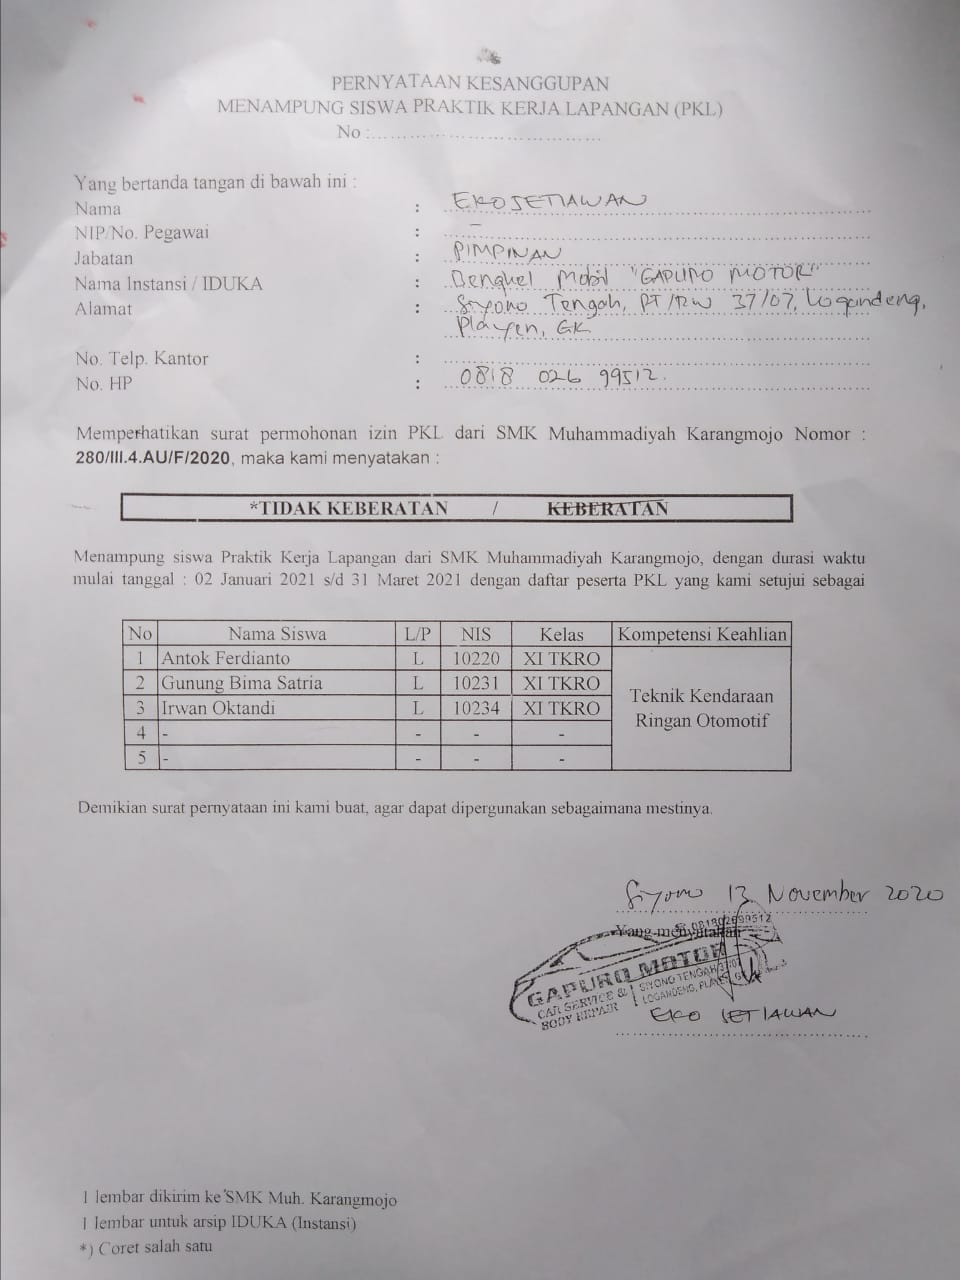 PERNYATAAN KESANGGUPAN
MENAMPUNG SISWA PRAKTIK KERJA LAPANGAN (PKL)
No :..............................................
Yang bertanda tangan di bawah ini :
Nama : EKO SETIAWAN
NIP/No. Pegawai : -
Jabatan : PIMPINAN
Nama Instansi / IDUKA : Bengkel Mobil "GAPURO MOTOR"
Alamat : Siyono Tengah, RT/RW 37/07, Logandeng,
Playen, GK
No. Telp. Kantor :
No. HP : 0818 026 99512.
Memperhatikan surat permohonan izin PKL dari SMK Muhammadiyah Karangmojo Nomor :
280/III.4.AU/F/2020, maka kami menyatakan :
*TIDAK KEBERATAN / KEBERATAN
Menampung siswa Praktik Kerja Lapangan dari SMK Muhammadiyah Karangmojo, dengan durasi waktu
mulai tanggal : 02 Januari 2021 s/d 31 Maret 2021 dengan daftar peserta PKL yang kami setujui sebagai
No Nama Siswa L/P NIS Kelas Kompetensi Keahlian
1 Antok Ferdianto L 10220 XI TKRO
2 Gunung Bima Satria L 10231 XI TKRO
Teknik Kendaraan
Ringan Otomotif
3 Irwan Oktandi L 10234 XI TKRO
4 - - - -
5 - - - -
Demikian surat pernyataan ini kami buat, agar dapat dipergunakan sebagaimana mestinya.
Siyono 13 November 2020
Yang menyatakan
081802699512
GAPURO MOTOR
CAR SERVICE &
BODY REPAIR
SIYONO TENGAH 37/07
LOGANDENG, PLAYEN, G
EKO SETIAWAN
1 lembar dikirim ke SMK Muh. Karangmojo
1 lembar untuk arsip IDUKA (Instansi)
*) Coret salah satu